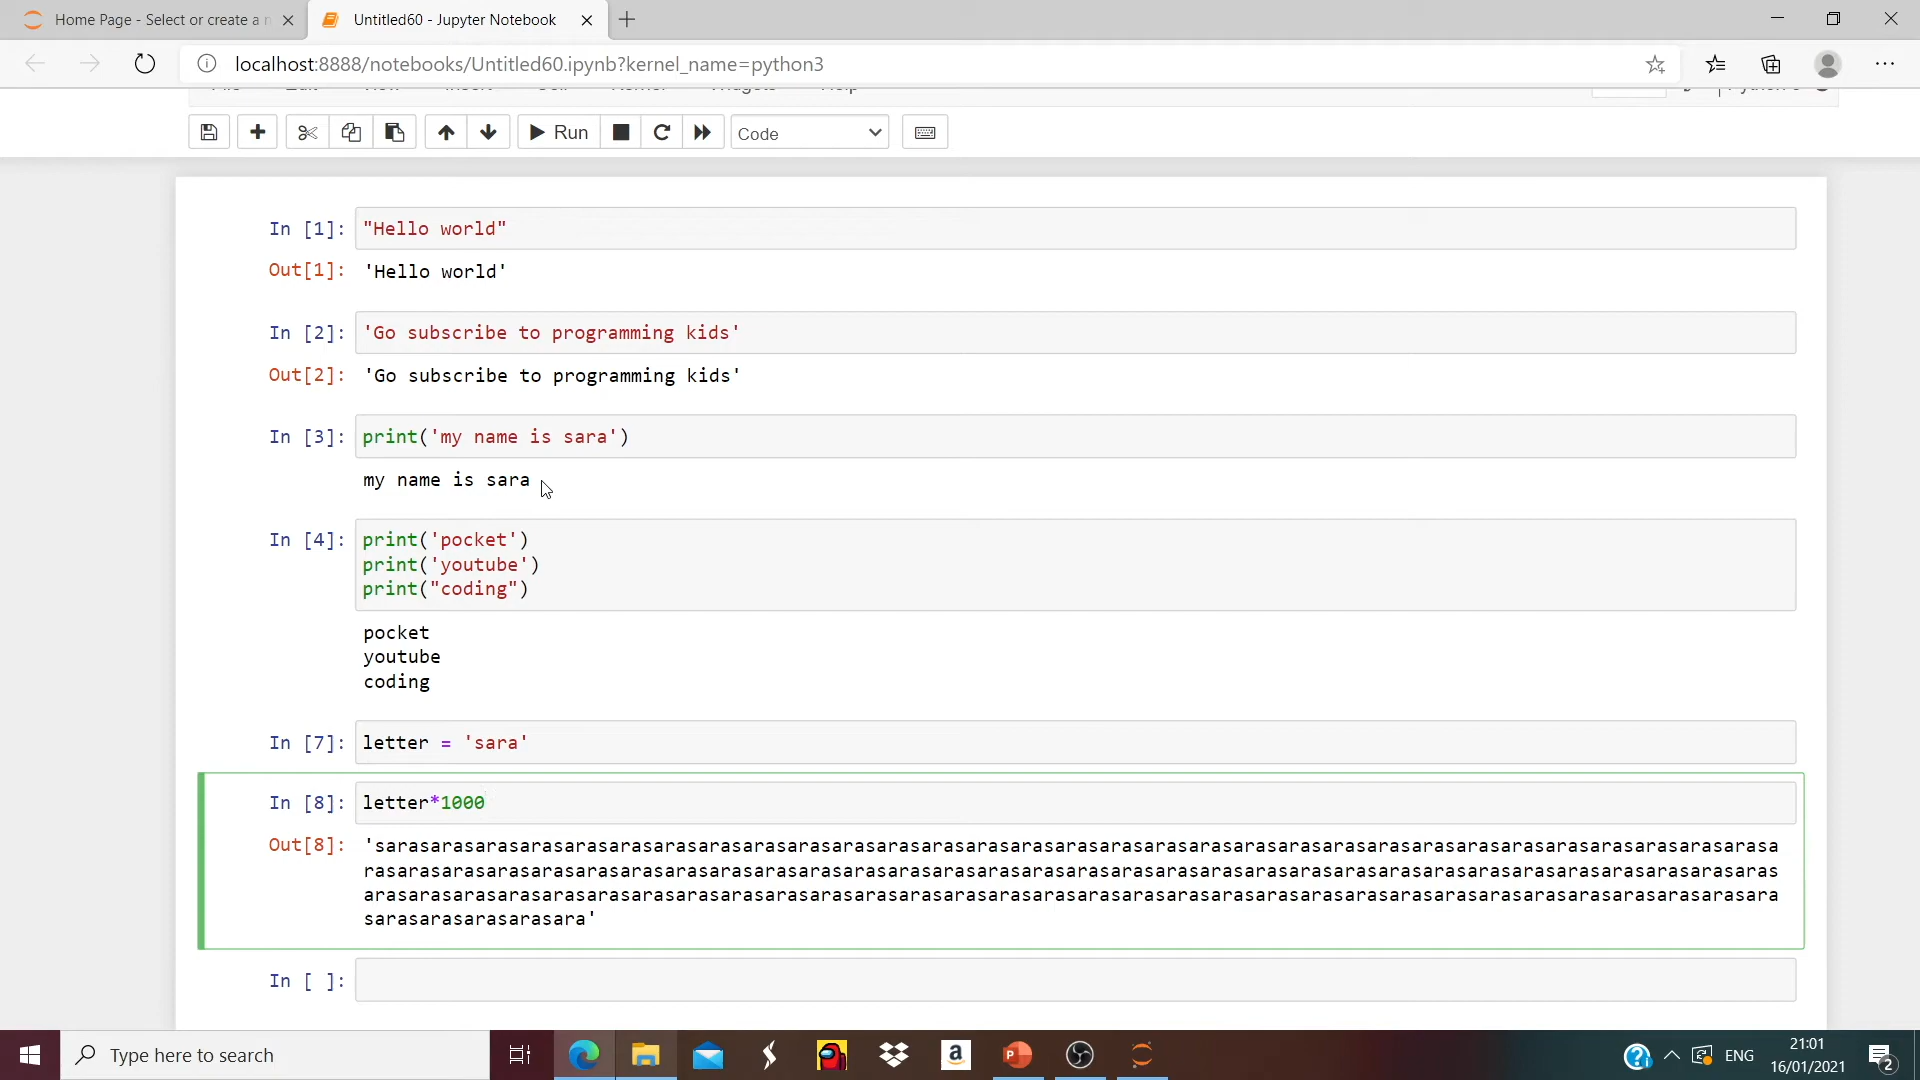 Home Page - Select or create a n
Untitled60 - Jupyter Notebook
localhost:8888/notebooks/Untitled60.ipynb?kernel_name=python3
Run
Code
In [1]: "Hello world"
Out[1]: 'Hello world'
In [2]: 'Go subscribe to programming kids'
Out[2]: 'Go subscribe to programming kids'
In [3]: print('my name is sara')
my name is sara
In [4]: print('pocket')
print('youtube')
print("coding")
pocket
youtube
coding
In [7]: letter = 'sara'
In [8]: letter*1000
Out[8]:
sarasarasarasarasara'
In [ ]:
Type here to search
ENG
21:01
16/01/2021
2